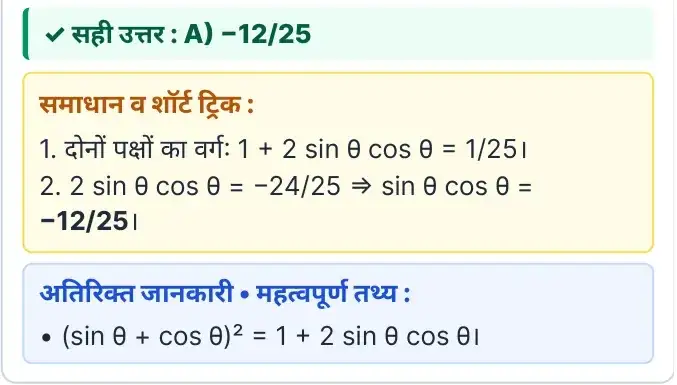 ✓ सही उत्तर : A) −12/25
समाधान व शॉर्ट ट्रिक :
1. दोनों पक्षों का वर्गः 1 + 2 sin θ cos θ = 1/25।
2. 2 sin θ cos θ = −24/25 ⇒ sin θ cos θ =
−12/25।
अतिरिक्त जानकारी • महत्वपूर्ण तथ्य :
• (sin θ + cos θ)² = 1 + 2 sin θ cos θ।